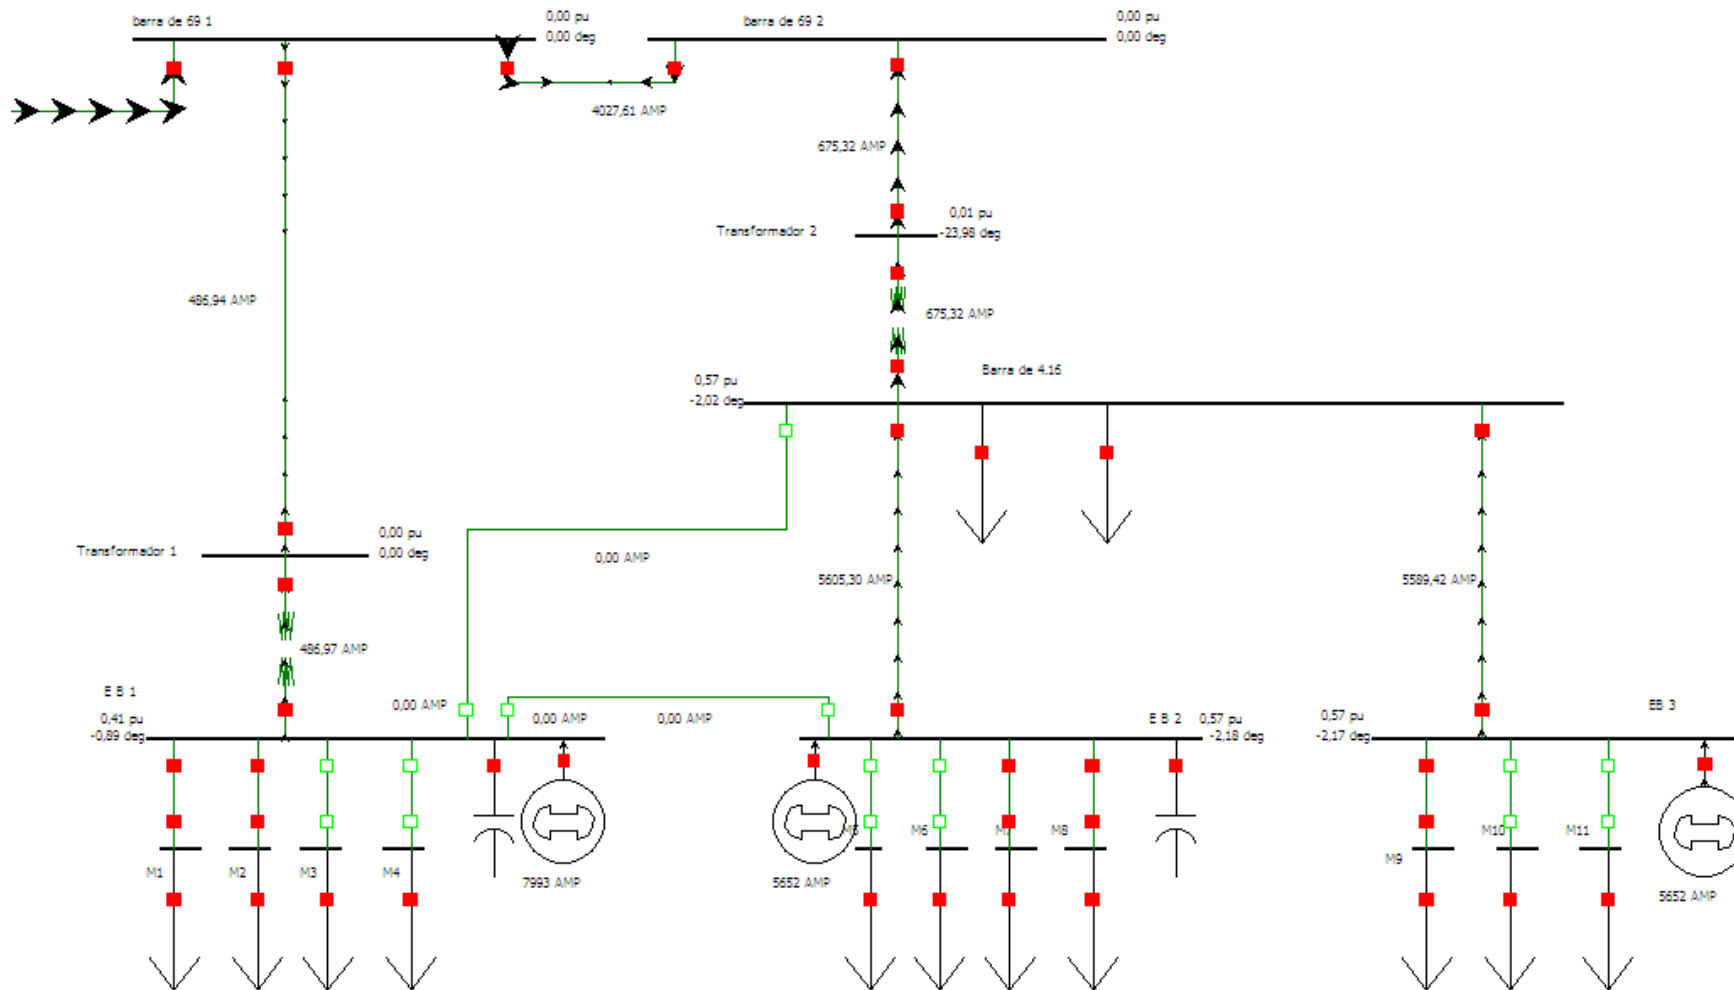 barra de 69 1
0,00 pu
0,00 deg
barra de 69 2
0,00 pu
0,00 deg
4027,61 AMP
675,32 AMP
Transformador 2
0,01 pu
-23,98 deg
486,94 AMP
675,32 AMP
0,57 pu
-2,02 deg
Barra de 4.16
Transformador 1
0,00 pu
0,00 deg
0,00 AMP
5605,30 AMP
5589,42 AMP
486,97 AMP
E B 1
0,41 pu
-0,89 deg
0,00 AMP
0,00 AMP
0,00 AMP
E B 2
0,57 pu
-2,18 deg
0,57 pu
-2,17 deg
EB 3
M1
M2
M3
M4
7993 AMP
M5
M6
M7
M8
5652 AMP
M9
M10
M11
5652 AMP